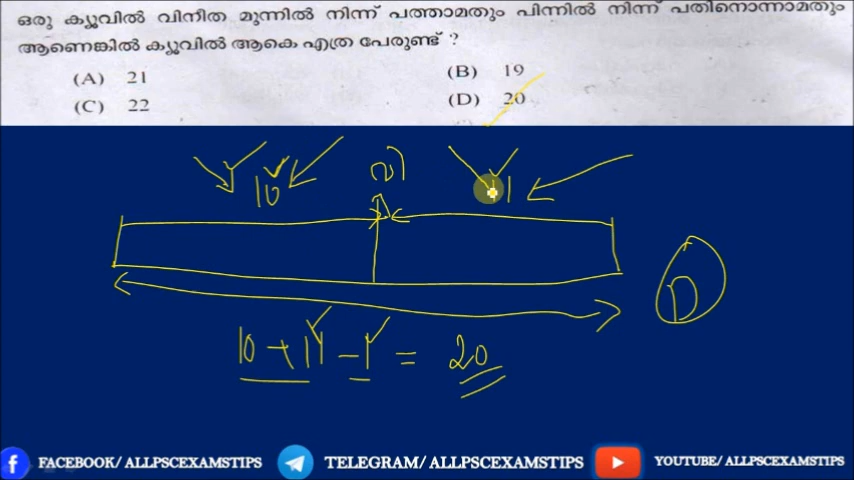 ഒരു ക്യൂവിൽ വിനീത മുന്നിൽ നിന്ന് പത്താമതും പിന്നിൽ നിന്ന് പതിനൊന്നാമതും
ആണെങ്കിൽ ക്യൂവിൽ ആകെ എത്ര പേരുണ്ട് ?
(A) 21 (B) 19
(C) 22 (D) 20
വി
10 11
D
10 + 11 - 1 = 20
FACEBOOK/ ALLPSCEXAMSTIPS TELEGRAM/ ALLPSCEXAMSTIPS YOUTUBE/ ALLPSCEXAMSTIPS